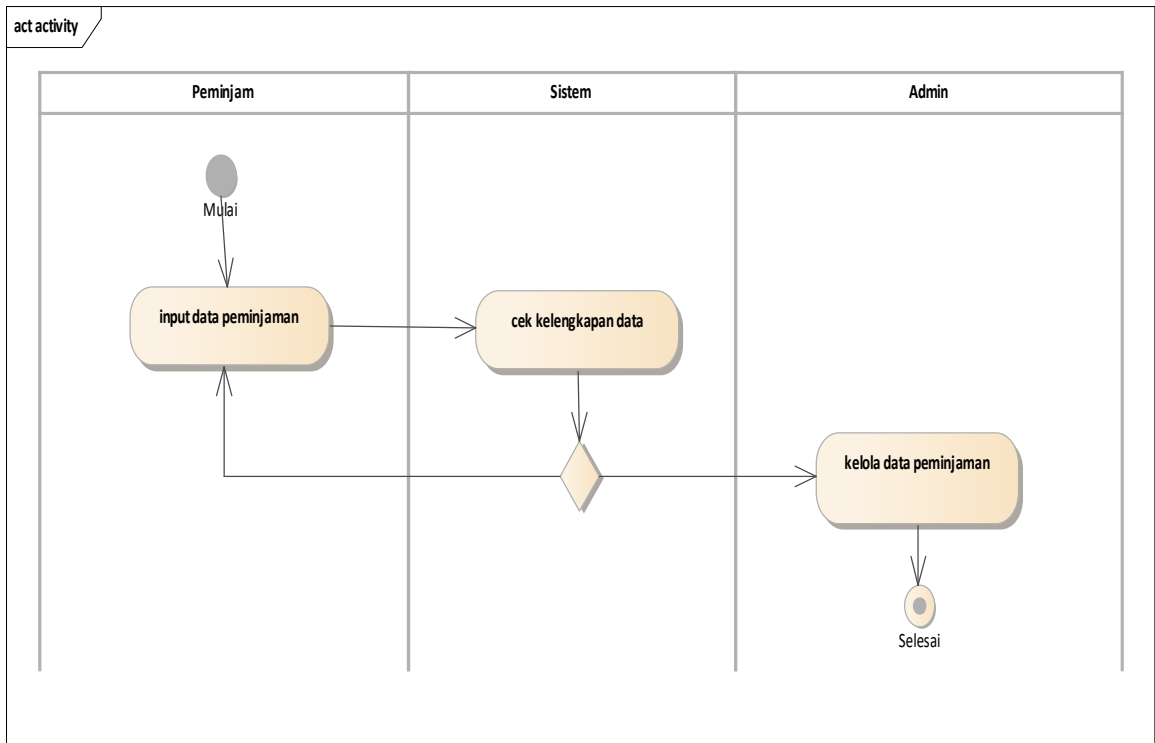 act activity
Peminjam
Sistem
Admin
Mulai
input data peminjaman
cek kelengkapan data
kelola data peminjaman
Selesai